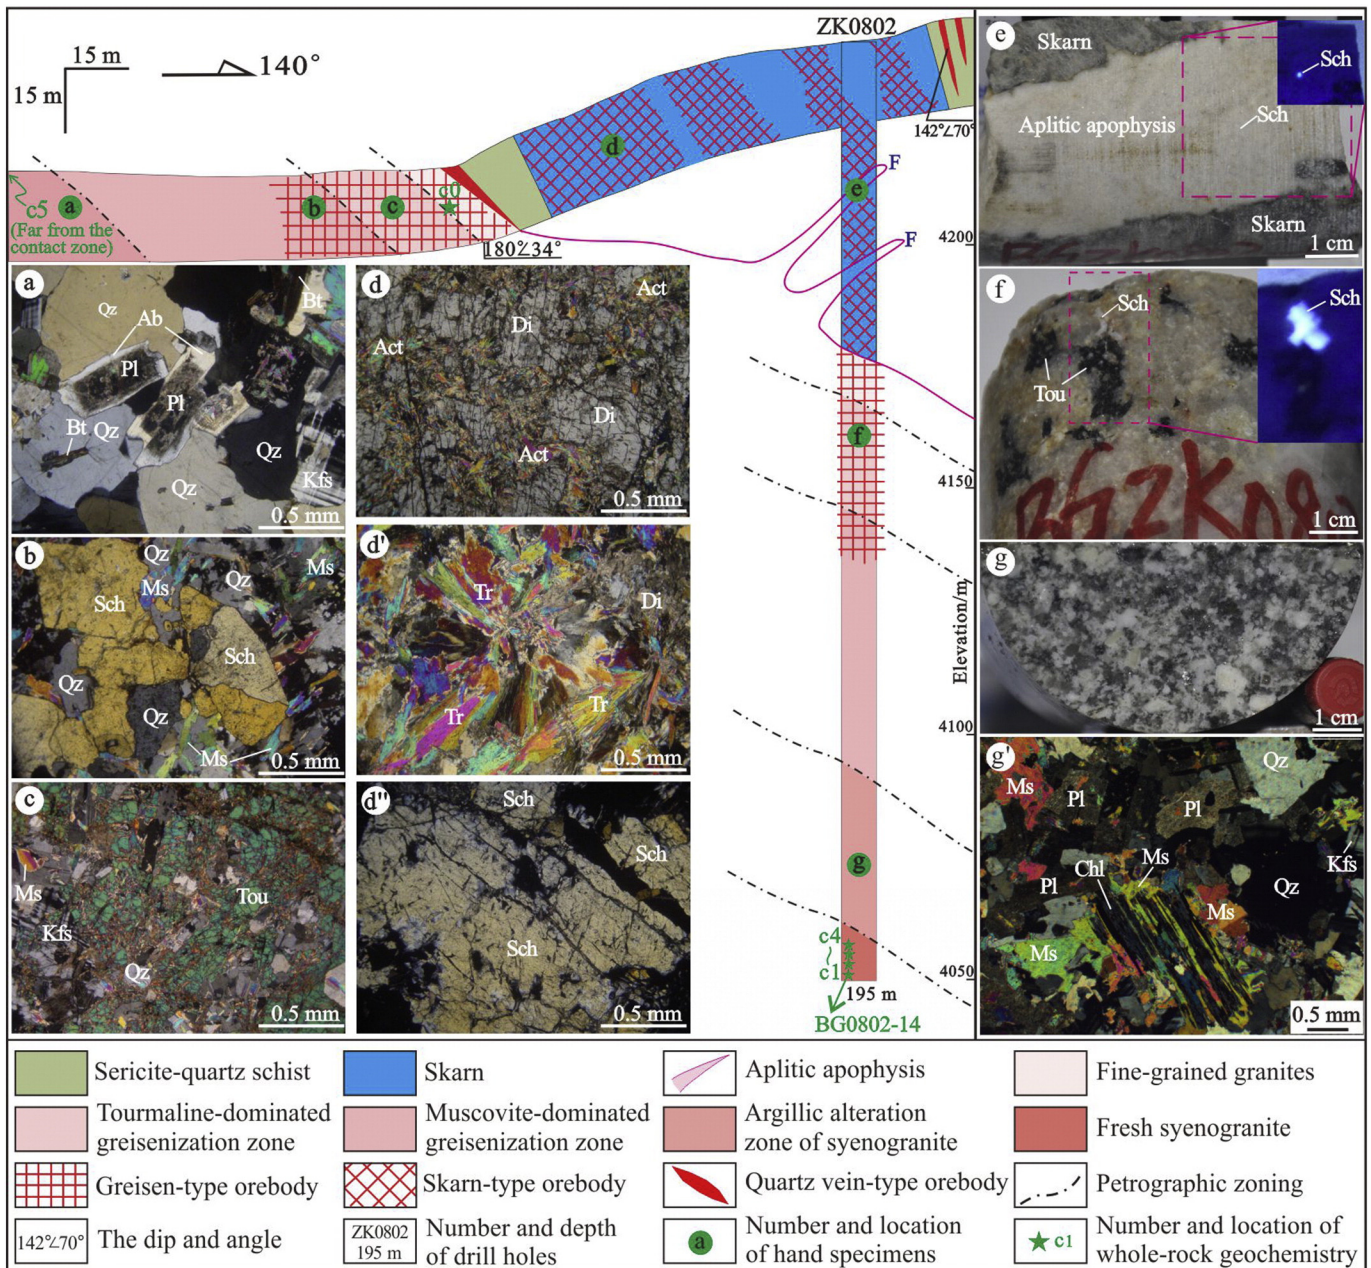 15 m
15 m
140°
ZK0802
142°∠70°
c5
(Far from the
contact zone)
a
b
c
c0
180°∠34°
d
e
F
F
f
g
4200
4150
4100
4050
Elevation/m
c4
~
c1
195 m
BG0802-14
a
Qz
Ab
Bt
Pl
Pl
Bt
Qz
Qz
Qz
Kfs
0.5 mm
b
Qz
Ms
Qz
Ms
Sch
Sch
Qz
Qz
Ms
0.5 mm
c
Ms
Tou
Kfs
Qz
0.5 mm
d
Act
Di
Act
Di
Act
0.5 mm
d'
Tr
Di
Tr
Tr
0.5 mm
d"
Sch
Sch
Sch
0.5 mm
e
Skarn
Sch
Aplitic apophysis
Sch
Skarn
1 cm
f
Sch
Sch
Tou
BGZK08
1 cm
g
1 cm
g'
Qz
Ms
Pl
Pl
Ms
Kfs
Chl
Pl
Qz
Ms
Ms
0.5 mm
Sericite-quartz schist
Skarn
Aplitic apophysis
Fine-grained granites
Tourmaline-dominated
greisenization zone
Muscovite-dominated
greisenization zone
Argillic alteration
zone of syenogranite
Fresh syenogranite
Greisen-type orebody
Skarn-type orebody
Quartz vein-type orebody
Petrographic zoning
142°∠70°
The dip and angle
ZK0802
195 m
Number and depth
of drill holes
a
Number and location
of hand specimens
c1
Number and location of
whole-rock geochemistry